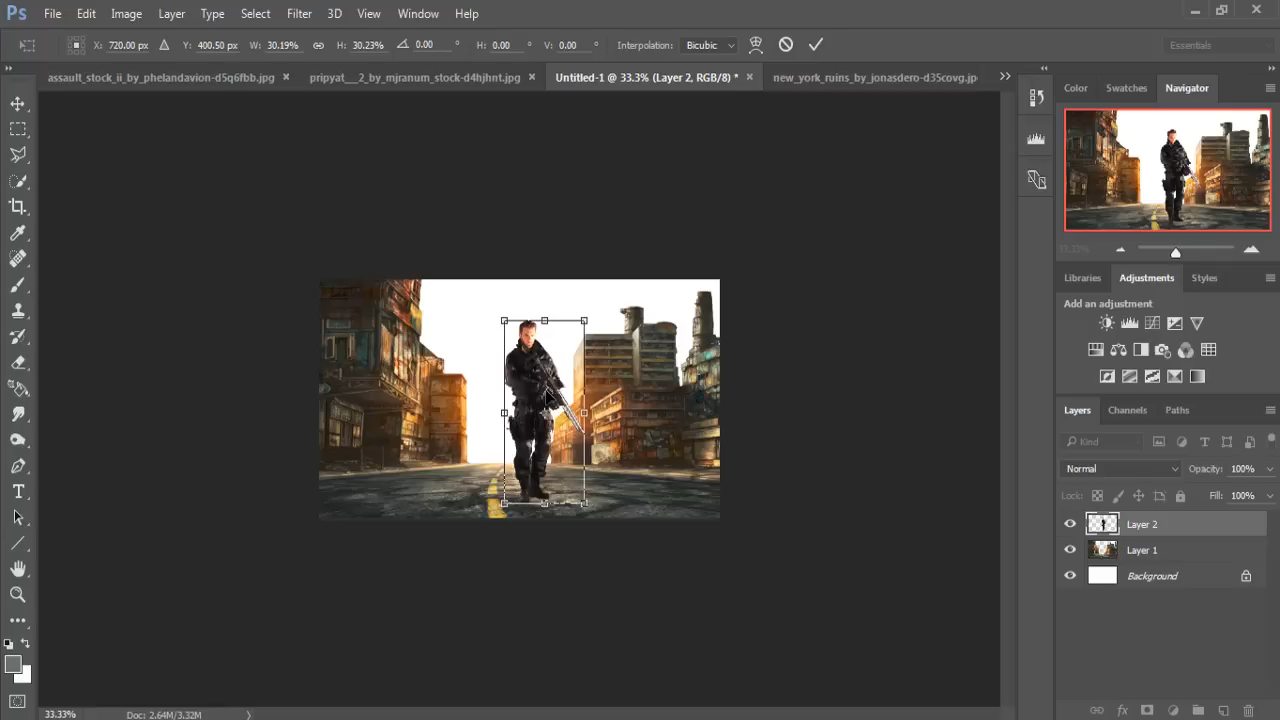 Ps File Edit Image Layer Type Select Filter 3D View Window Help
X: 720.00 px Y: 400.50 px W: 30.19% H: 30.23% 0.00 ° H: 0.00 ° V: 0.00 ° Interpolation: Bicubic Essentials
assault_stock_ii_by_phelandavion-d5q6fbb.jpg × pripyat___2_by_mjranum_stock-d4hjhnt.jpg × Untitled-1 @ 33.3% (Layer 2, RGB/8) * × new_york_ruins_by_jonasdero-d35covg.jp
Color Swatches Navigator
33.33%
Libraries Adjustments Styles
Add an adjustment
Layers Channels Paths
Kind
Normal Opacity: 100%
Lock: Fill: 100%
Layer 2
Layer 1
Background
33.33% Doc: 2.64M/3.32M